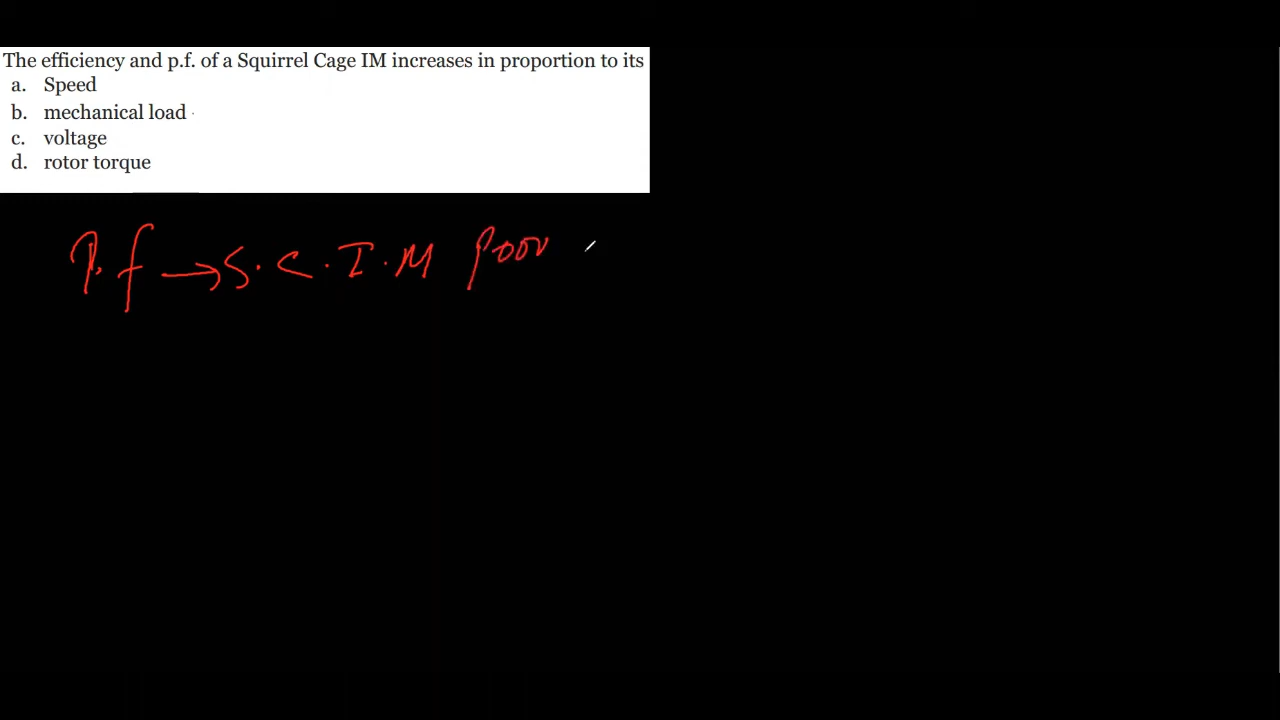 The efficiency and p.f. of a Squirrel Cage IM increases in proportion to its
a. Speed
b. mechanical load
c. voltage
d. rotor torque
P.f → S.C.I.M Poor